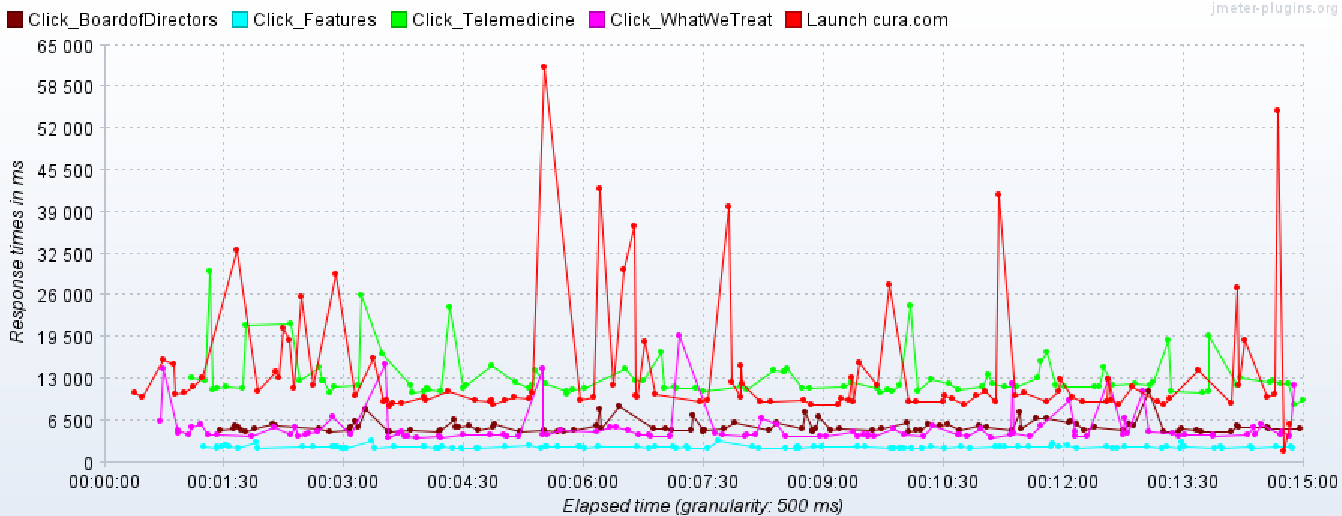 jmeter-plugins.org
Click_BoardofDirectors Click_Features Click_Telemedicine Click_WhatWeTreat Launch cura.com
65 000
58 500
52 000
45 500
39 000
32 500
26 000
19 500
13 000
6 500
0
Response times in ms
00:00:00 00:01:30 00:03:00 00:04:30 00:06:00 00:07:30 00:09:00 00:10:30 00:12:00 00:13:30 00:15:00
Elapsed time (granularity: 500 ms)